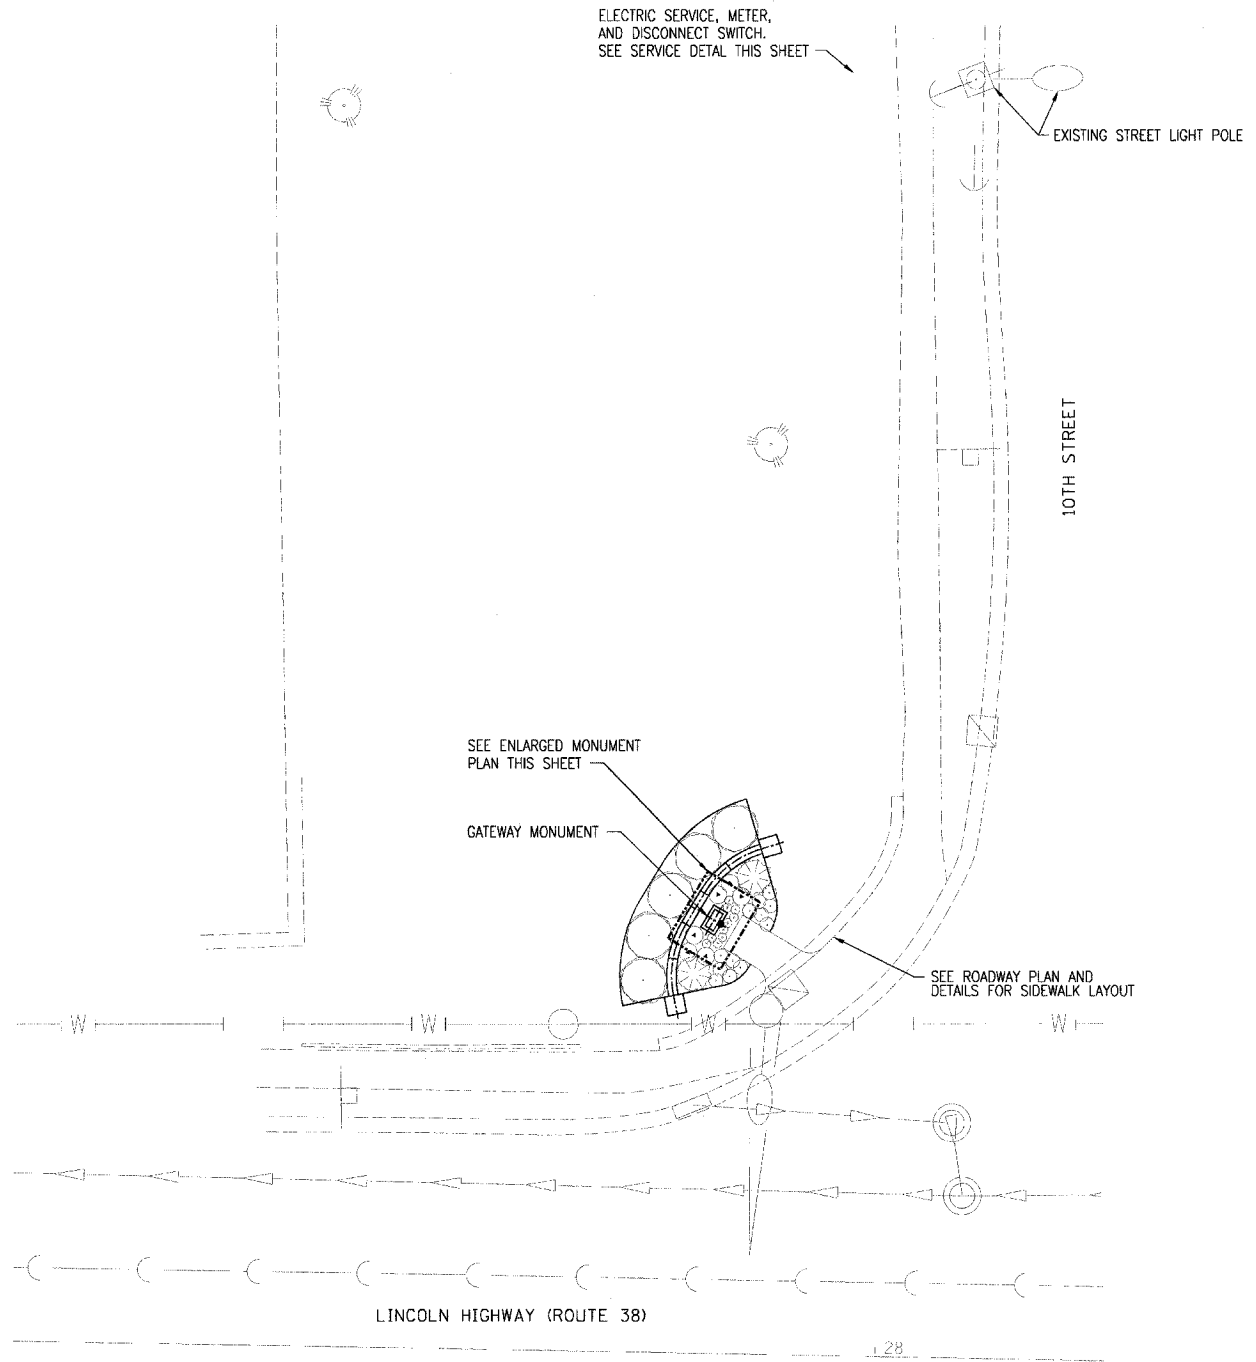 ELECTRIC SERVICE, METER,
AND DISCONNECT SWITCH.
SEE SERVICE DETAL THIS SHEET
EXISTING STREET LIGHT POLE
10TH STREET
SEE ENLARGED MONUMENT
PLAN THIS SHEET
GATEWAY MONUMENT
SEE ROADWAY PLAN AND
DETAILS FOR SIDEWALK LAYOUT
W
W
W
W
LINCOLN HIGHWAY (ROUTE 38)
28